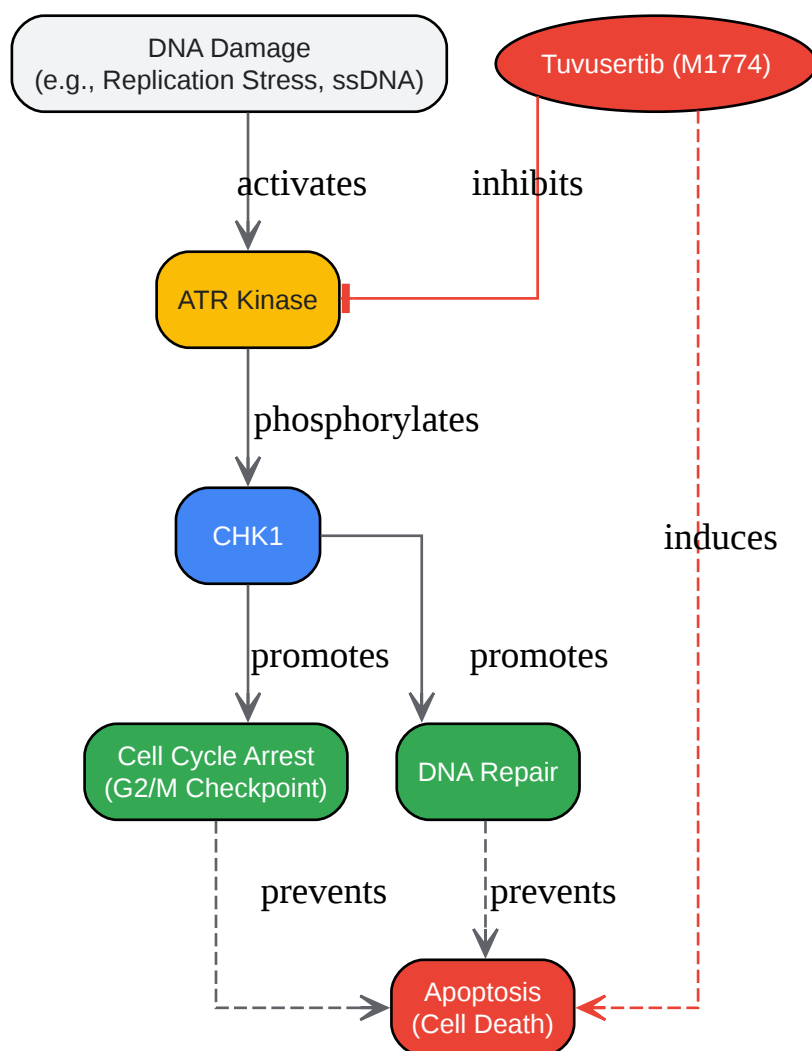 DNA Damage
(e.g., Replication Stress, ssDNA)
Tuvusertib (M1774)
activates
inhibits
ATR Kinase
phosphorylates
CHK1
induces
promotes
promotes
Cell Cycle Arrest
(G2/M Checkpoint)
DNA Repair
prevents
prevents
Apoptosis
(Cell Death)